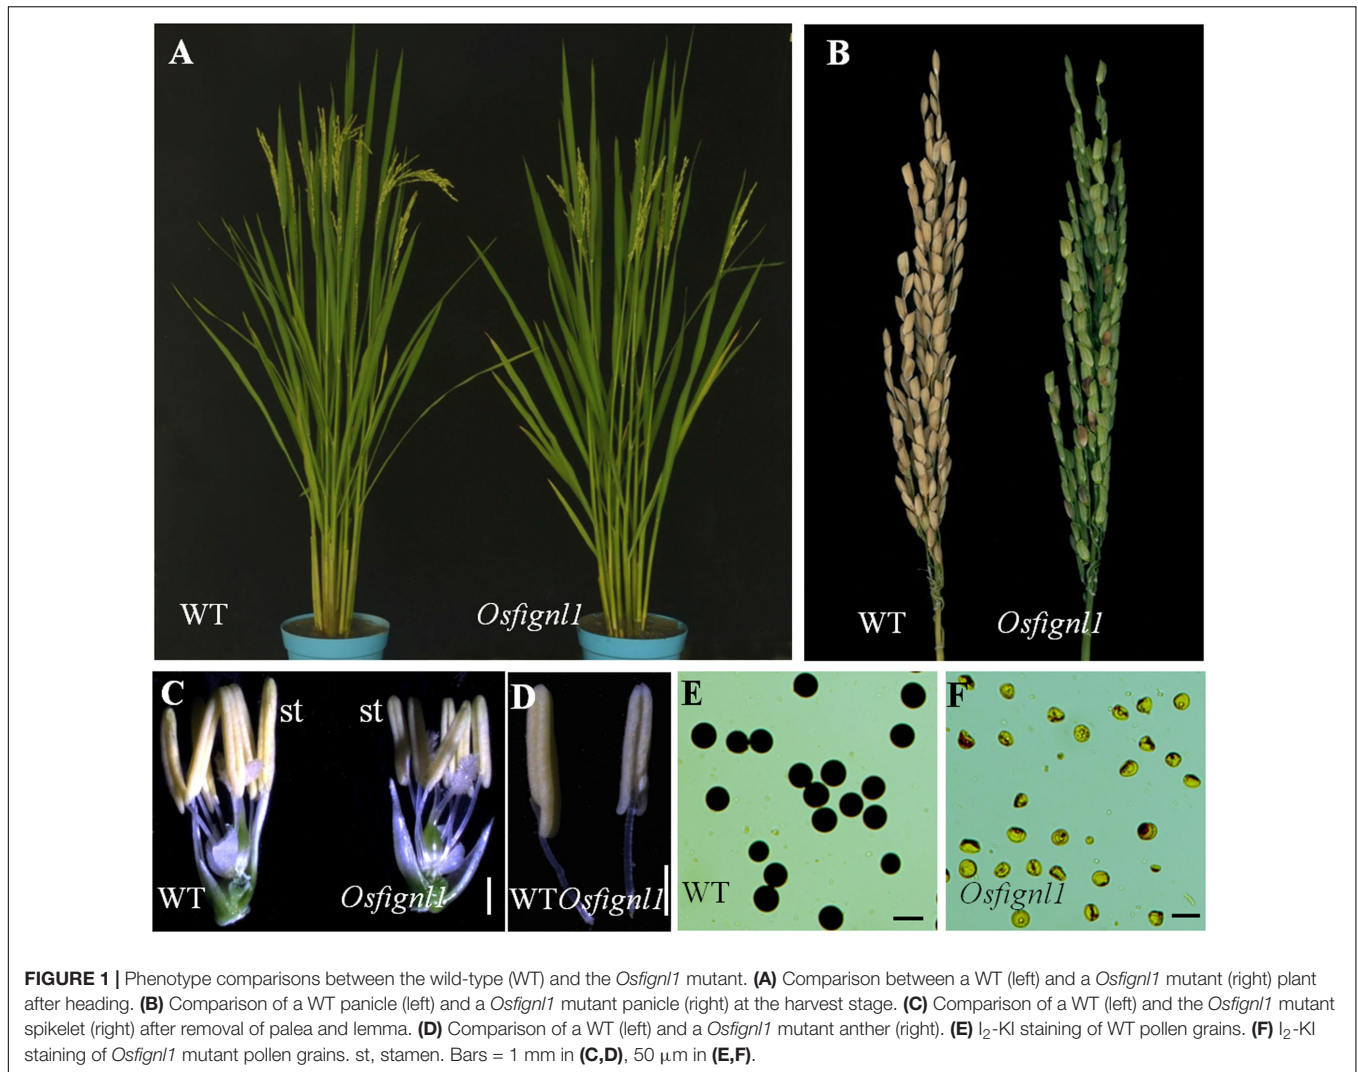 A
B
WT
Osfignl1
WT
Osfignl1
C
st
st
D
E
F
WT
Osfignl1
WT
Osfignl1
WT
Osfignl1
FIGURE 1 | Phenotype comparisons between the wild-type (WT) and the Osfignl1 mutant. (A) Comparison between a WT (left) and a Osfignl1 mutant (right) plant
after heading. (B) Comparison of a WT panicle (left) and a Osfignl1 mutant panicle (right) at the harvest stage. (C) Comparison of a WT (left) and the Osfignl1 mutant
spikelet (right) after removal of palea and lemma. (D) Comparison of a WT (left) and a Osfignl1 mutant anther (right). (E) I2-KI staining of WT pollen grains. (F) I2-KI
staining of Osfignl1 mutant pollen grains. st, stamen. Bars = 1 mm in (C,D), 50 μm in (E,F).